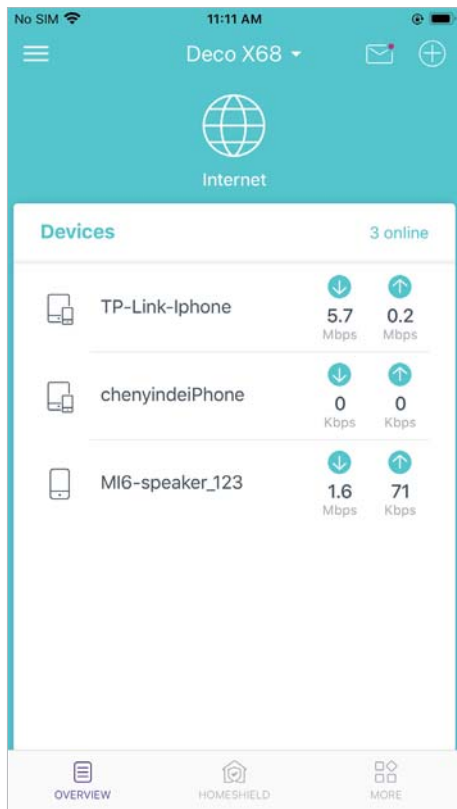 No SIM 11:11 AM
Deco X68
Internet
Devices 3 online
TP-Link-Iphone
5.7 0.2
Mbps Mbps
chenyindeiPhone
0 0
Kbps Kbps
MI6-speaker_123
1.6 71
Mbps Kbps
OVERVIEW HOMESHIELD MORE